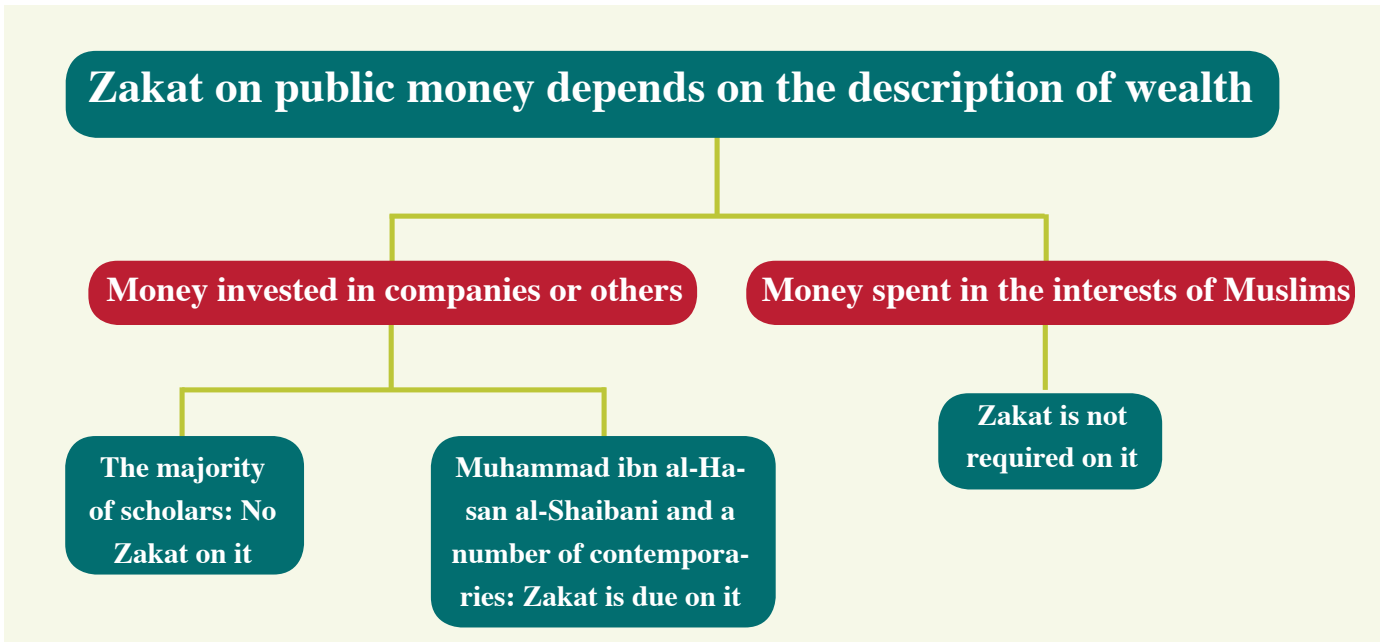 Zakat on public money depends on the description of wealth
Money invested in companies or others
Money spent in the interests of Muslims
The majority
of scholars: No
Zakat on it
Muhammad ibn al-Ha-
san al-Shaibani and a
number of contempora-
ries: Zakat is due on it
Zakat is not
required on it